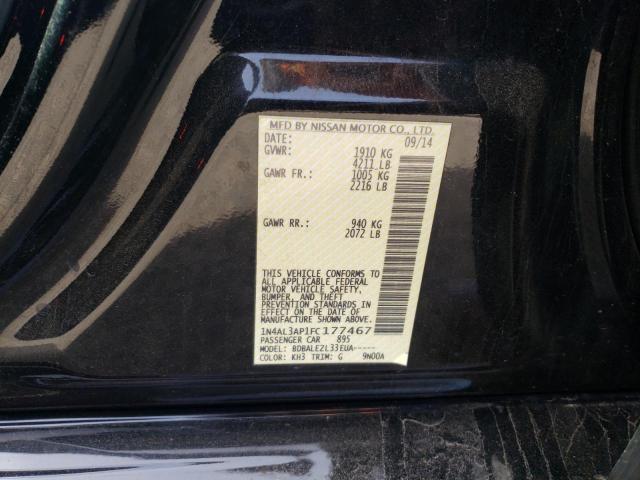 MFD BY NISSAN MOTOR CO., LTD.
DATE: 09/14
GVWR: 1910 KG
4211 LB
GAWR FR.: 1005 KG
2216 LB
GAWR RR.: 940 KG
2072 LB
THIS VEHICLE CONFORMS TO
ALL APPLICABLE FEDERAL
MOTOR VEHICLE SAFETY,
BUMPER, AND THEFT
PREVENTION STANDARDS IN
EFFECT ON THE DATE OF
MANUFACTURE SHOWN ABOVE.
1N4AL3AP1FC177467
PASSENGER CAR 895
MODEL: BDBALEZL33EUA-----
COLOR: KH3 TRIM: G 9N00A